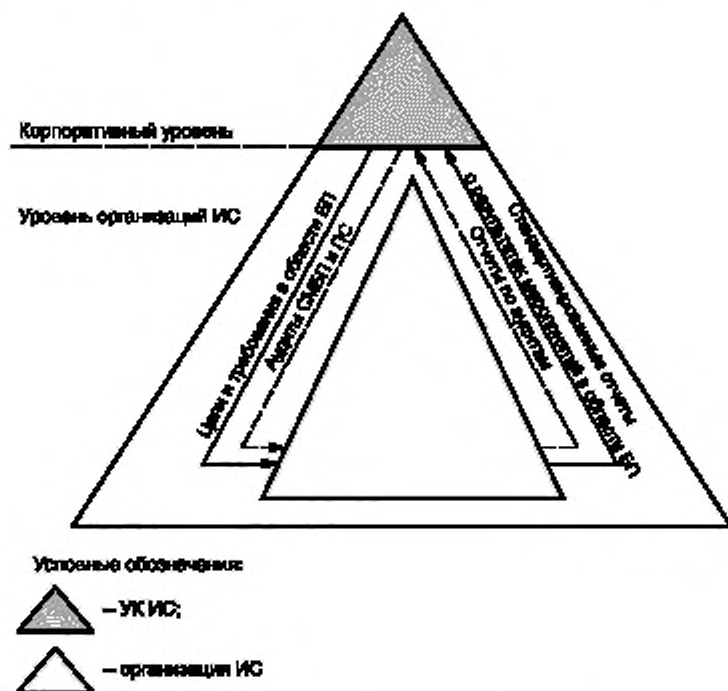 Корпоративный уровень
Уровень организаций ИС
Цели и требования в области БП
Аудиты СМБП и ПС
Отчеты по аудитам
Стандартизированные отчеты
о результатах мероприятий в области БП
Условные обозначения:
– УК ИС;
– организация ИС